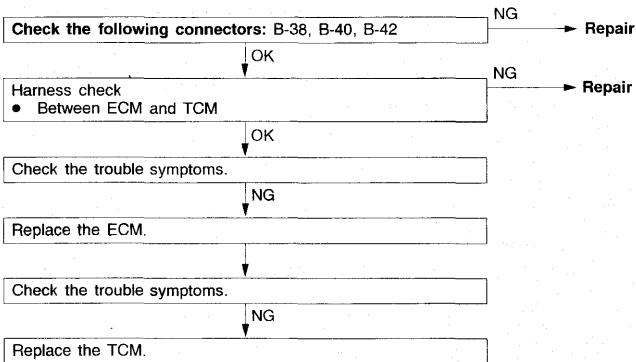 NG
Check the following connectors: B-38, B-40, B-42
Repair
OK
NG
Harness check
Repair
● Between ECM and TCM
OK
Check the trouble symptoms.
NG
Replace the ECM.
Check the trouble symptoms.
NG
Replace the TCM.